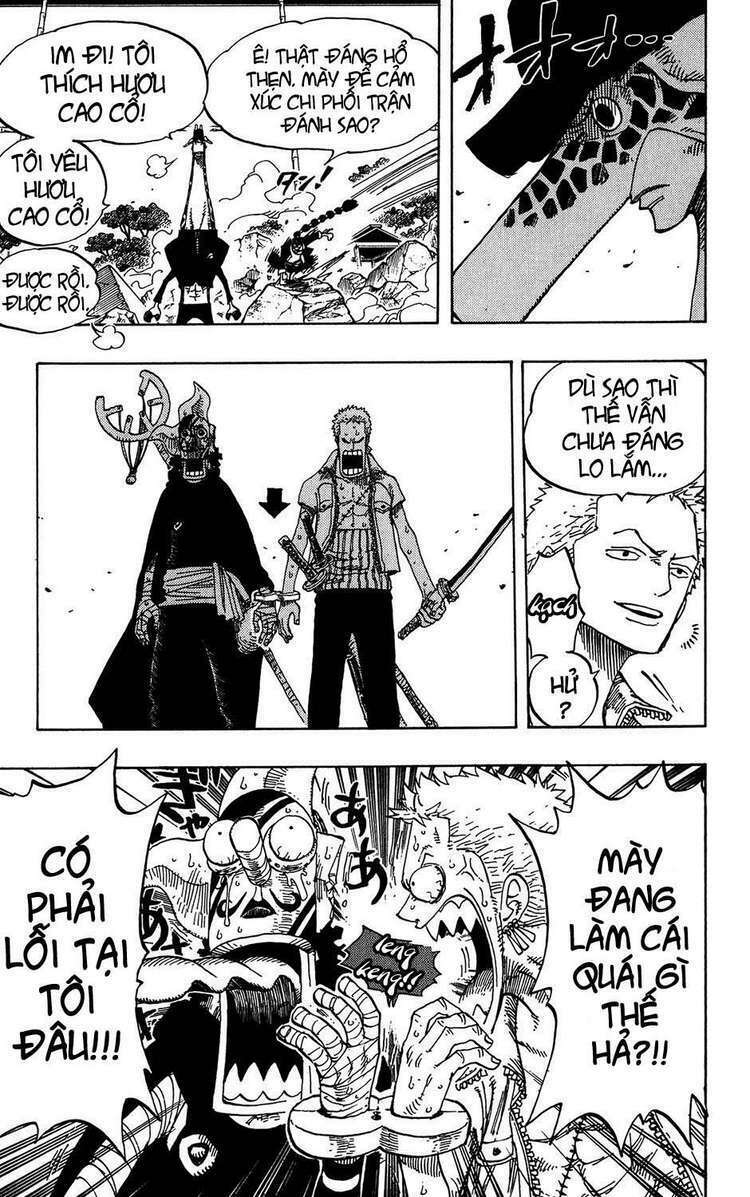 Ê! THẬT ĐÁNG HỔ
THẸN. MÀY ĐỂ CẢM
XÚC CHI PHỐI TRẬN
ĐÁNH SAO?
IM ĐI! TÔI
THÍCH HƯƠU
CAO CỔ!
TÔI YÊU
HƯƠU
CAO CỔ!
ĐƯỢC RỒI,
ĐƯỢC RỒI.
タン!
DÙ SAO THÌ
THẾ VẪN
CHƯA ĐÁNG
LO LẮM...
kạch
HỬ
?
MÀY
ĐANG
LÀM CÁI
QUÁI GÌ
THẾ
HẢ?!!
leng
keng!!
CÓ
PHẢI
LỖI TẠI
TÔI
ĐÂU!!!